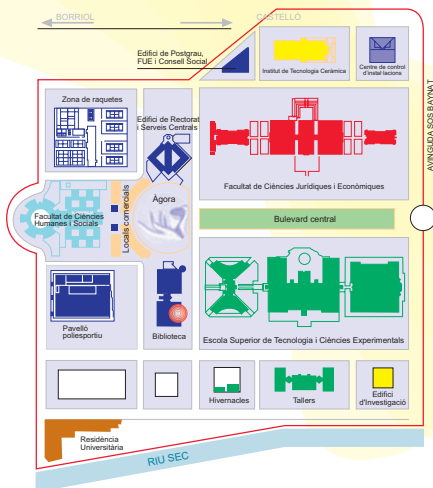 BORRIOL
CASTELLÓ
Edifici de Postgrau,
FUE i Consell Social
Institut de Tecnologia Ceràmica
Centre de control
d'instal·lacions
Zona de raquetes
Edifici de Rectorat
i Serveis Centrals
AVINGUDA SOS BAYNAT
Facultat de Ciències Jurídiques i Econòmiques
Àgora
Locals comercials
Facultat de Ciències
Humanes i Socials
Bulevard central
Pavelló
poliesportiu
Biblioteca
Escola Superior de Tecnologia i Ciències Experimentals
Hivernacles
Tallers
Edifici
d'Investigació
Residència
Universitària
RIU SEC